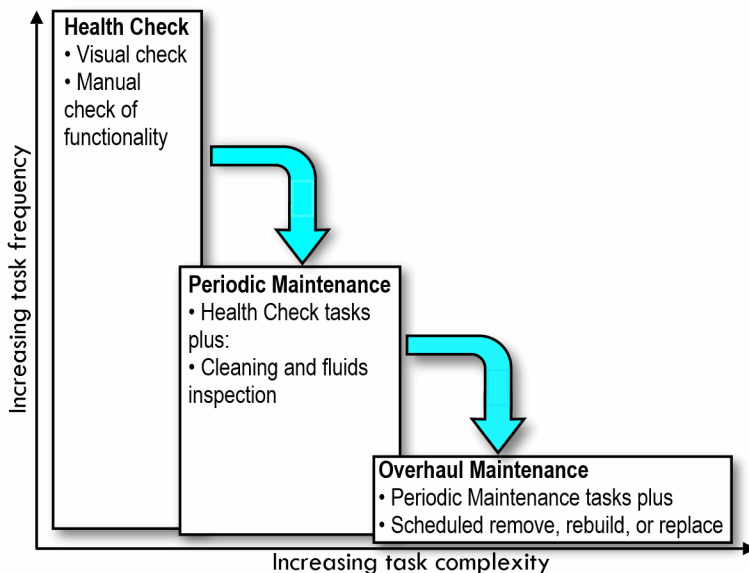 Health Check
• Visual check
• Manual
check of
functionality
Increasing task frequency
Periodic Maintenance
• Health Check tasks
plus:
• Cleaning and fluids
inspection
Overhaul Maintenance
• Periodic Maintenance tasks plus
• Scheduled remove, rebuild, or replace
Increasing task complexity